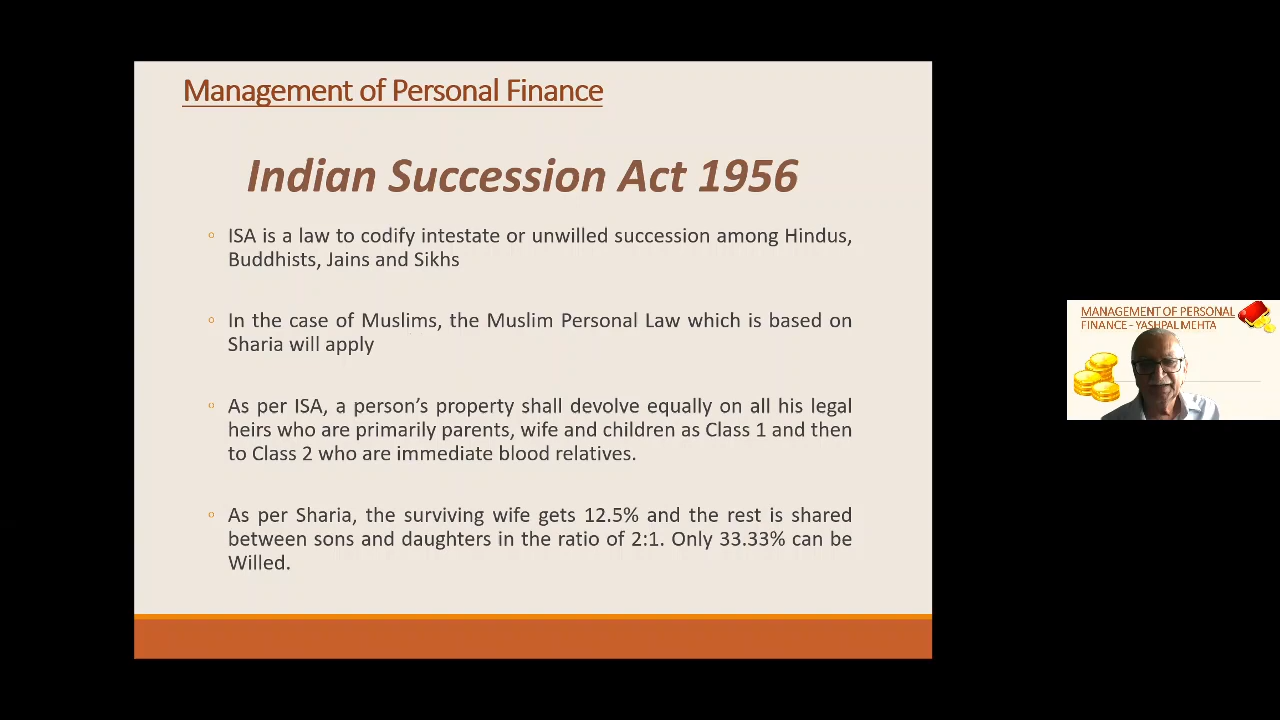 Management of Personal Finance
Indian Succession Act 1956
◦ ISA is a law to codify intestate or unwilled succession among Hindus,
Buddhists, Jains and Sikhs
◦ In the case of Muslims, the Muslim Personal Law which is based on
Sharia will apply
◦ As per ISA, a person's property shall devolve equally on all his legal
heirs who are primarily parents, wife and children as Class 1 and then
to Class 2 who are immediate blood relatives.
◦ As per Sharia, the surviving wife gets 12.5% and the rest is shared
between sons and daughters in the ratio of 2:1. Only 33.33% can be
Willed.
MANAGEMENT OF PERSONAL
FINANCE - YASHPAL MEHTA